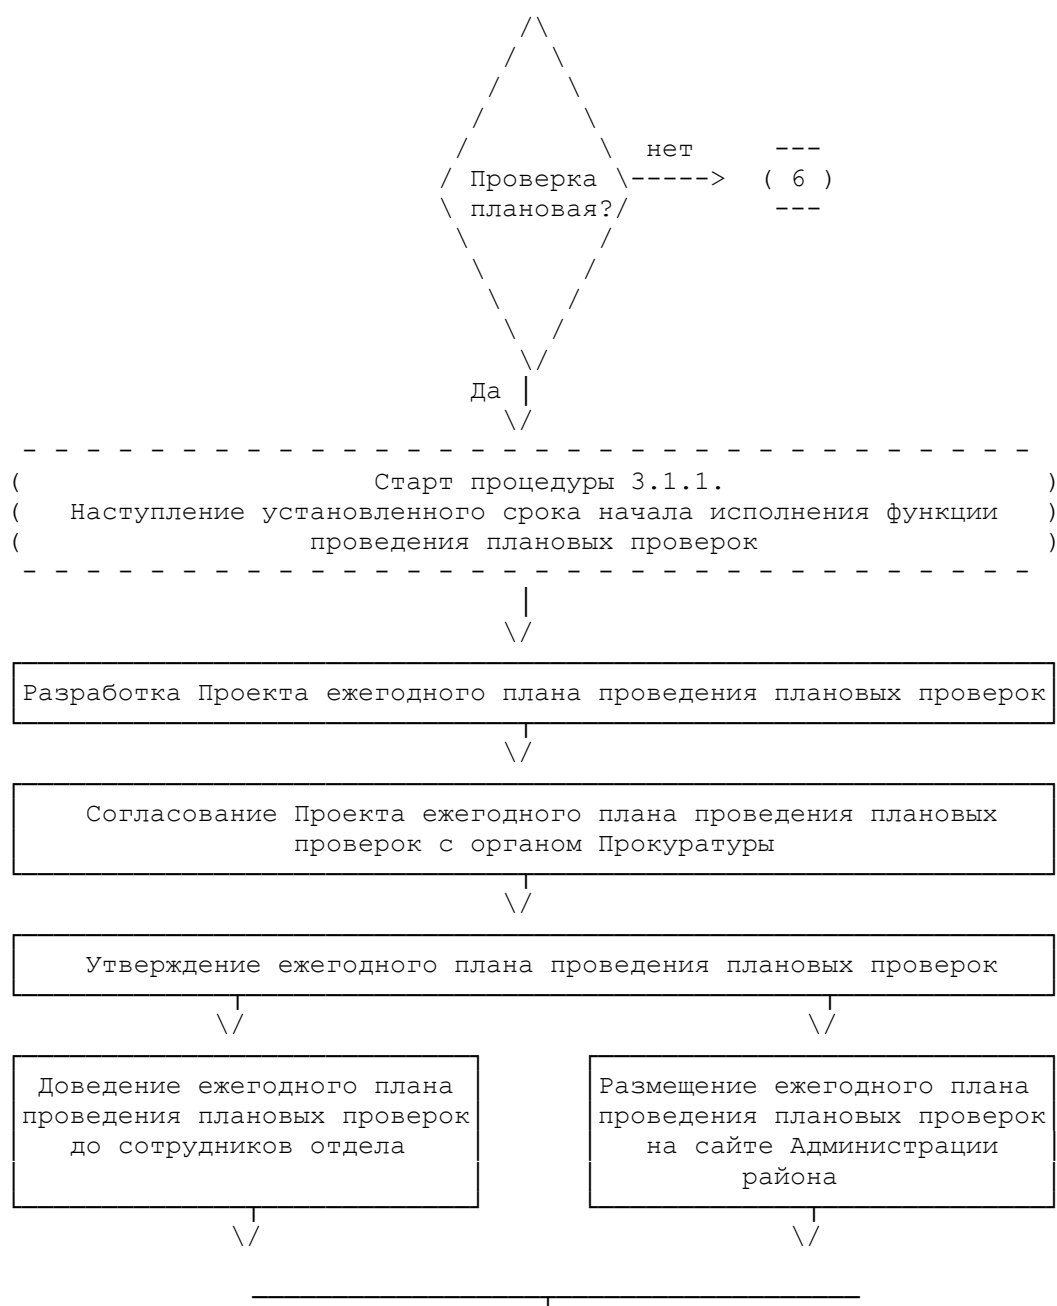 нет
Проверка
( 6 )
плановая?
Да
Старт процедуры 3.1.1.
Наступление установленного срока начала исполнения функции
проведения плановых проверок
Разработка Проекта ежегодного плана проведения плановых проверок
Согласование Проекта ежегодного плана проведения плановых
проверок с органом Прокуратуры
Утверждение ежегодного плана проведения плановых проверок
Доведение ежегодного плана
проведения плановых проверок
до сотрудников отдела
Размещение ежегодного плана
проведения плановых проверок
на сайте Администрации
района